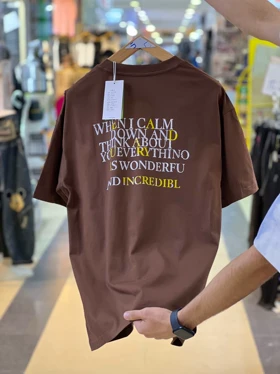 WHEN I CALM
DOWN AND
THINK ABOUT
YOU EVERYTHINO
IS WONDERFU
ND INCREDIBL